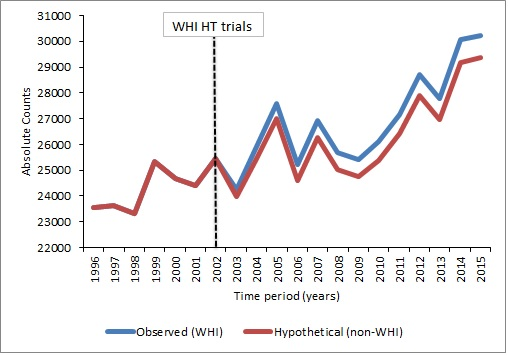 WHI HT trials
31000
30000
29000
28000
27000
26000
25000
24000
23000
22000
Absolute Counts
1996 1997 1998 1999 2000 2001 2002 2003 2004 2005 2006 2007 2008 2009 2010 2011 2012 2013 2014 2015
Time period (years)
Observed (WHI) Hypothetical (non-WHI)